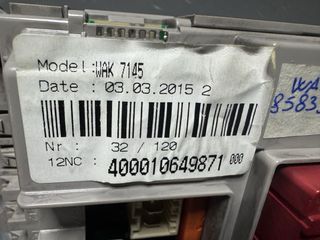 Model:WAK 7145
Date : 03.03.2015 2
Nr : 32 / 120
12NC : 400010649871 000